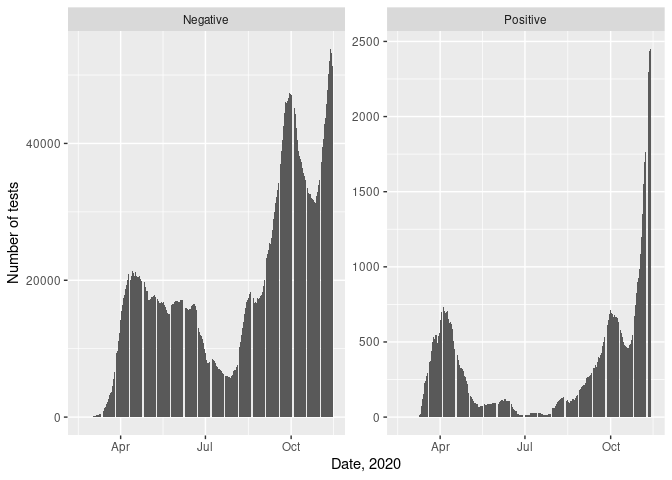 Negative
Positive
Number of tests
40000
20000
0
2500
2000
1500
1000
500
0
Apr
Jul
Oct
Apr
Jul
Oct
Date, 2020